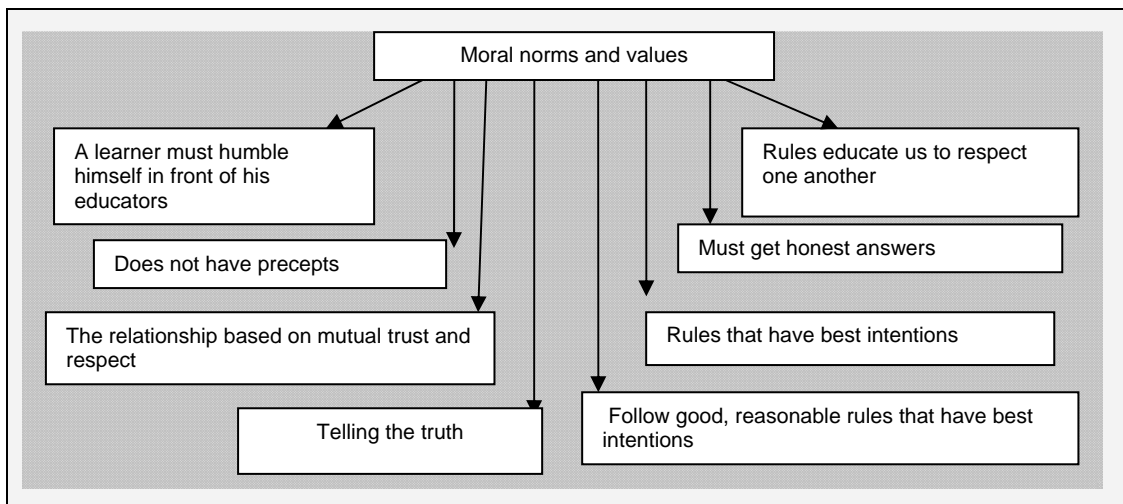 Moral norms and values
A learner must humble
himself in front of his
educators
Rules educate us to respect
one another
Does not have precepts
Must get honest answers
The relationship based on mutual trust and
respect
Rules that have best intentions
Telling the truth
Follow good, reasonable rules that have best
intentions